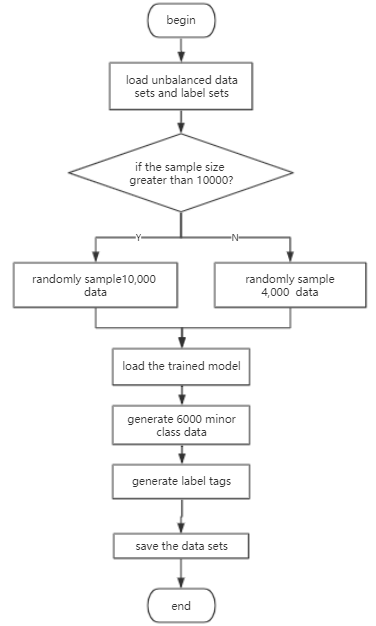 begin
load unbalanced data
sets and label sets
if the sample size
greater than 10000?
Y
N
randomly sample10,000
data
randomly sample
4,000 data
load the trained model
generate 6000 minor
class data
generate label tags
save the data sets
end